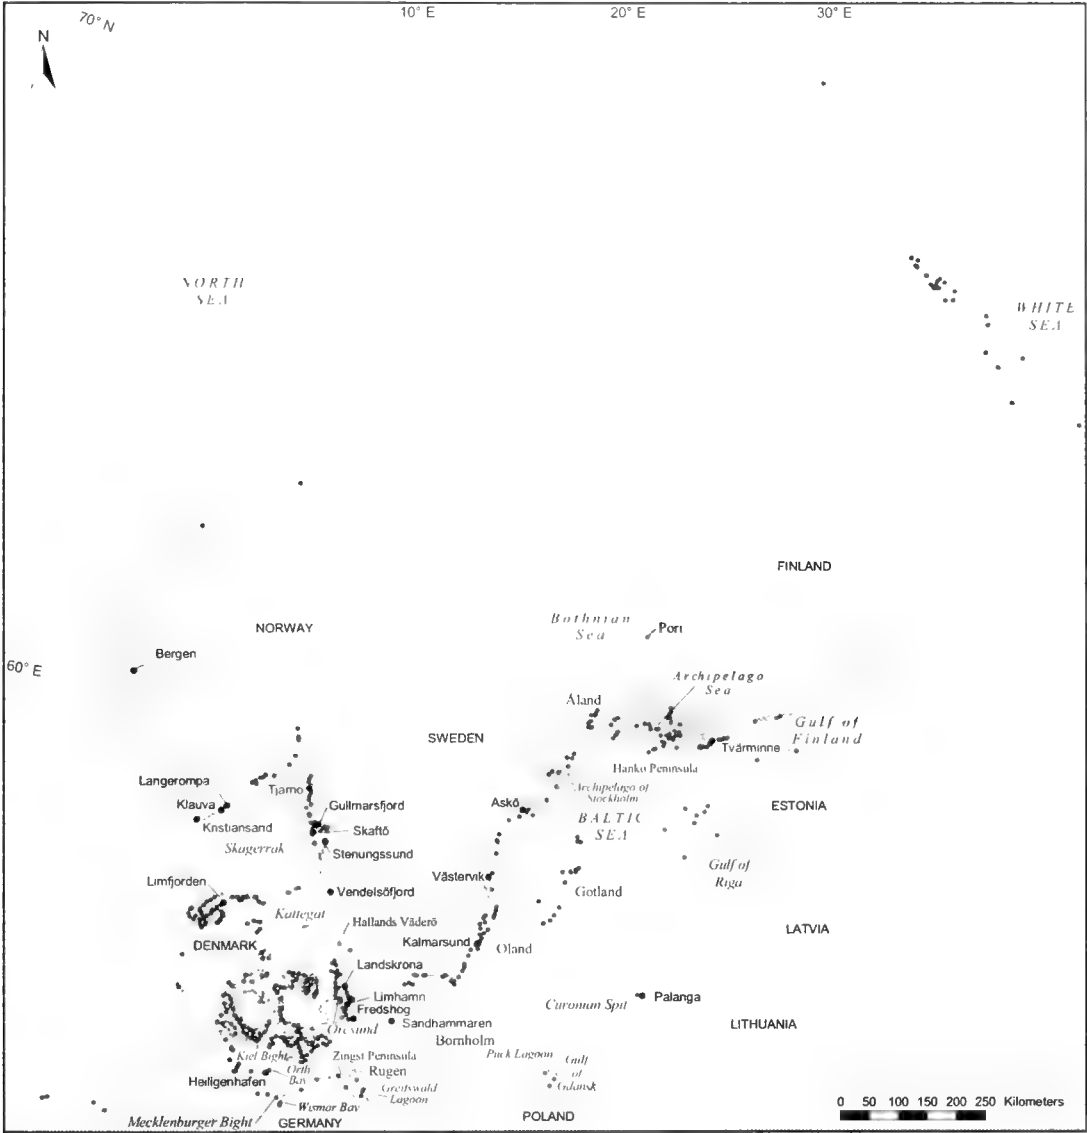 70° N
10° E
20° E
30° E
N
NORTH
SEA
WHITE
SEA
FINLAND
Bothnian
Sea
Pori
NORWAY
Bergen
60° E
Archipelago
Sea
Åland
Gulf of
Finland
SWEDEN
Tvärminne
Hanko Peninsula
Langerompa
Tjärnö
Archipelago of
Stockholm
Klauva
Gullmarsfjord
Askö
ESTONIA
Kristiansand
Skaftö
BALTIC
SEA
Skagerrak
Stenungssund
Gulf of
Riga
Limfjorden
Västervik
Vendelsöfjord
Gotland
Kattegat
Hallands Väderö
LATVIA
DENMARK
Kalmarsund
Oland
Landskrona
Limhamn
Curonian Spit
Palanga
Fredshog
Oresund
Sandhammaren
LITHUANIA
Bornholm
Kiel Bight
Zingst Peninsula
Puck Lagoon
Gulf
of
Gdansk
Orth
Bay
Rugen
Heiligenhafen
Greifswald
Lagoon
Wismar Bay
Mecklenburger Bight
GERMANY
POLAND
0 50 100 150 200 250 Kilometers